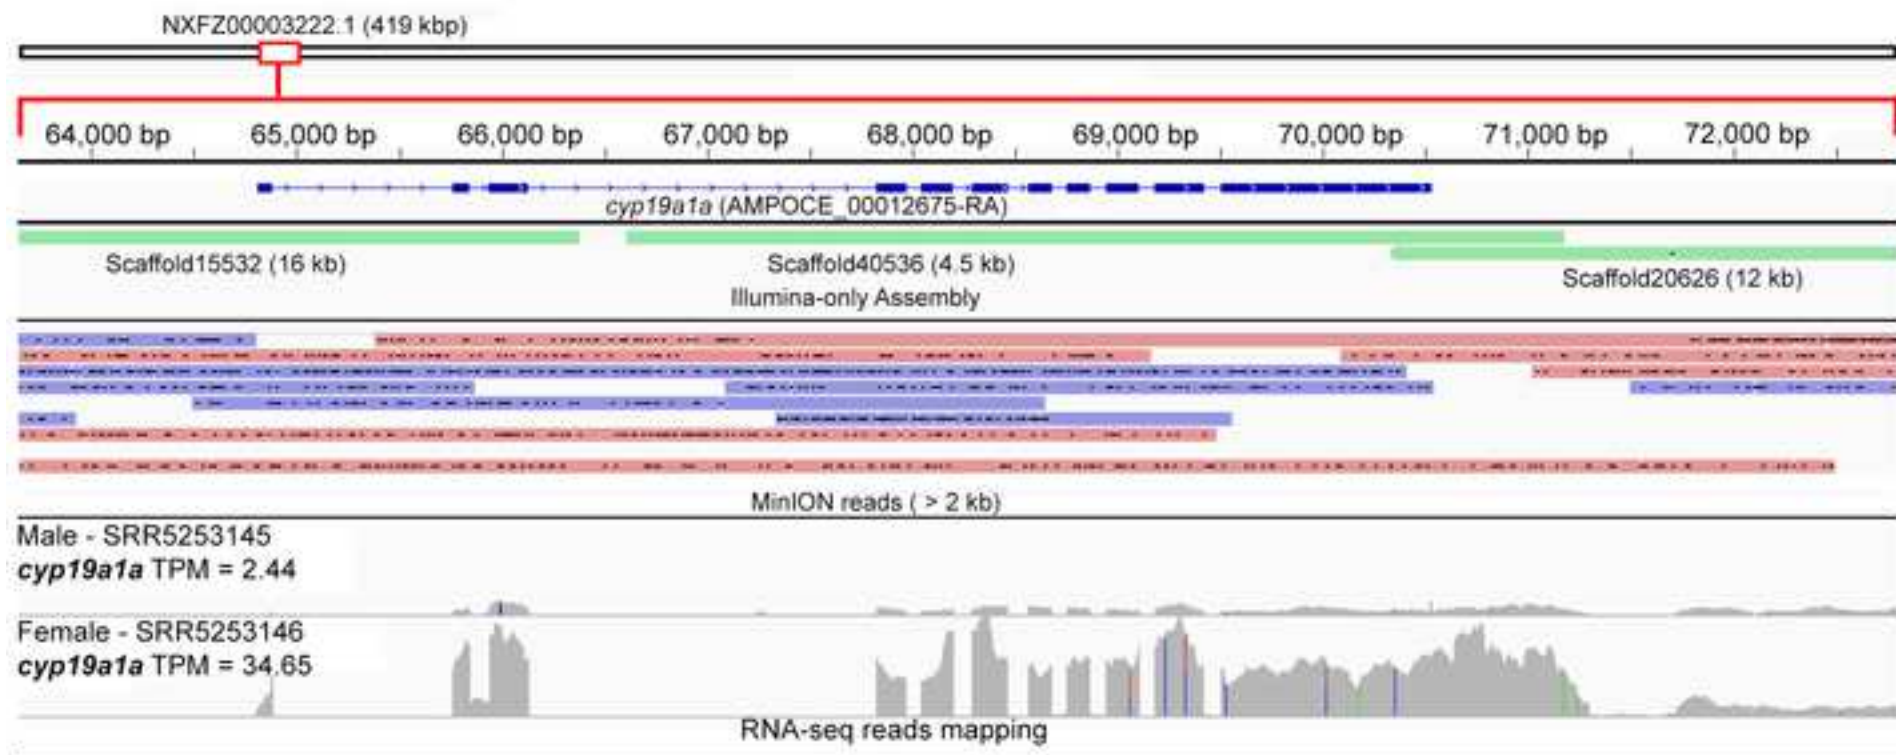 NXFZ00003222.1 (419 kbp)
64,000 bp 65,000 bp 66,000 bp 67,000 bp 68,000 bp 69,000 bp 70,000 bp 71,000 bp 72,000 bp
cyp19a1a (AMPOCE_00012675-RA)
Scaffold15532 (16 kb) Scaffold40536 (4.5 kb) Scaffold20626 (12 kb)
Illumina-only Assembly
MinION reads ( > 2 kb)
Male - SRR5253145
cyp19a1a TPM = 2.44
Female - SRR5253146
cyp19a1a TPM = 34.65
RNA-seq reads mapping